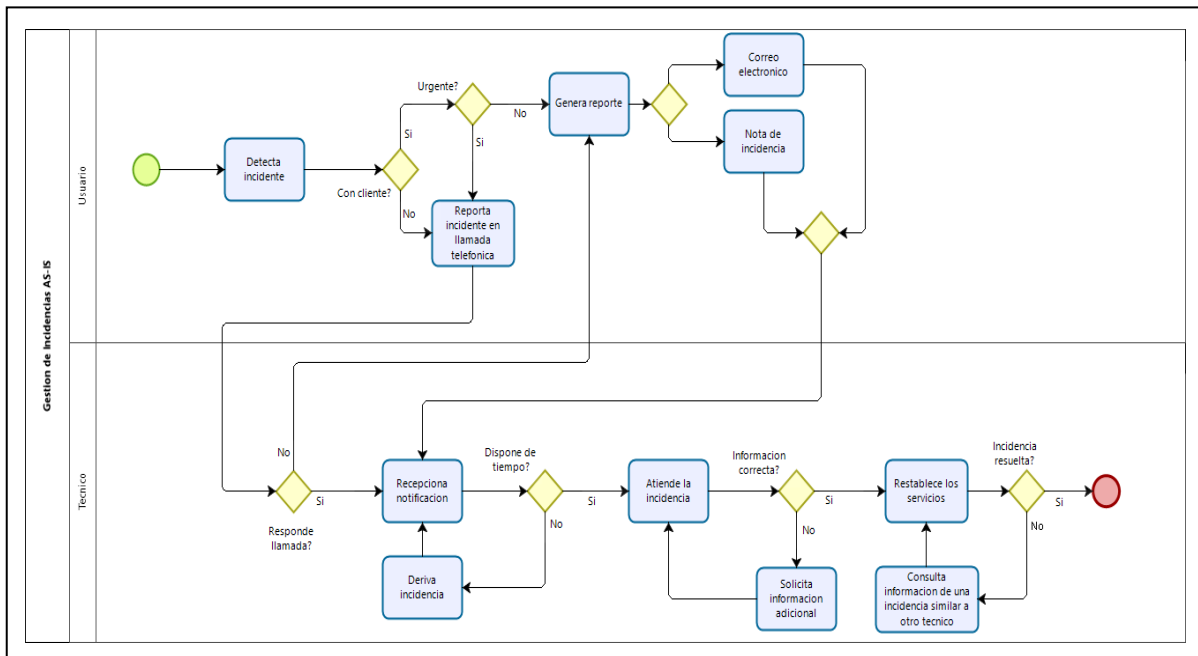 Gestion de Incidencias AS-IS
Usuario
Detecta
incidente
Con cliente?
Si
No
Urgente?
No
Si
Reporta
incidente en
llamada
telefonica
Genera reporte
Correo
electronico
Nota de
incidencia
Tecnico
Responde
llamada?
No
Si
Recepciona
notificacion
Deriva
incidencia
Dispone de
tiempo?
Si
No
Atiende la
incidencia
Informacion
correcta?
Si
No
Solicita
informacion
adicional
Restablece los
servicios
Consulta
informacion de una
incidencia similar a
otro tecnico
Incidencia
resuelta?
Si
No